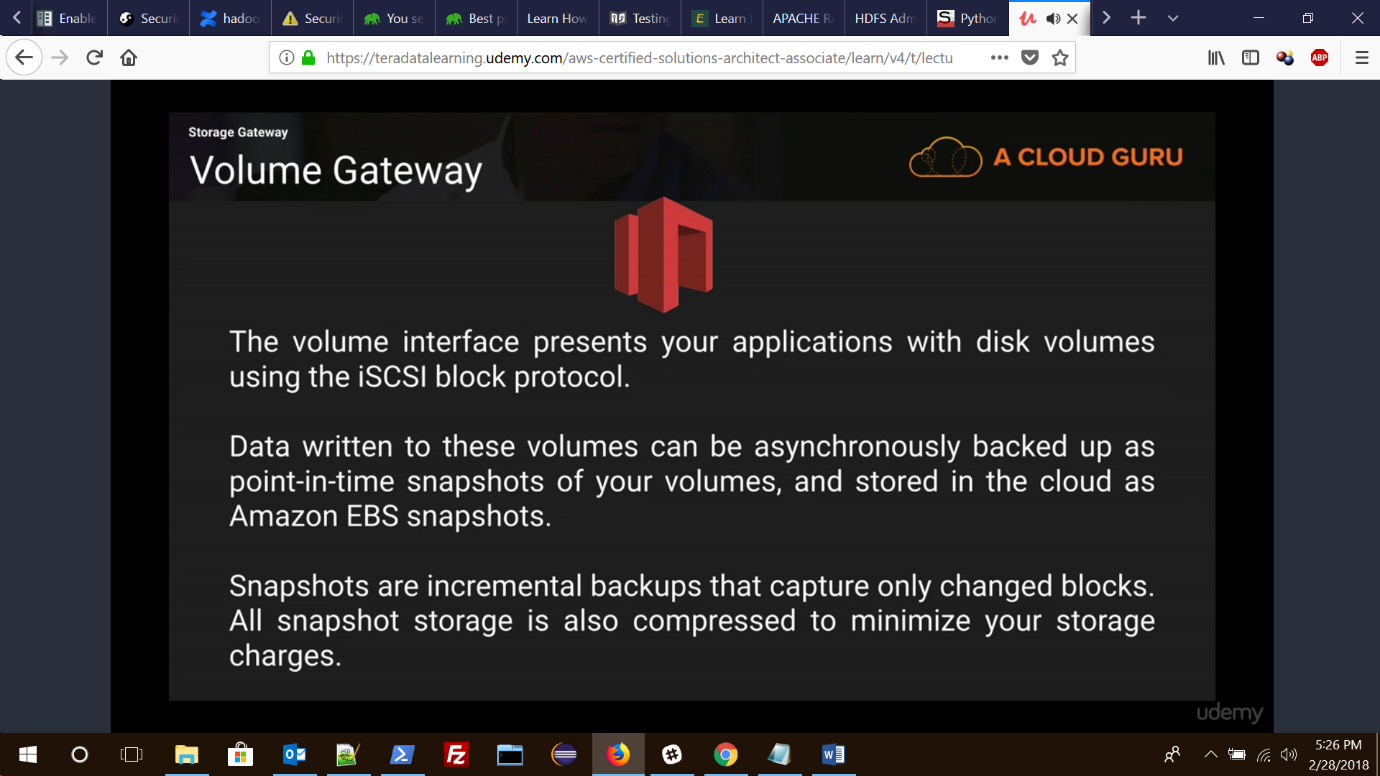 Enable
Securi
hadoo
Securi
You se
Best p
Learn How
Testing
E Learn
APACHE RA
HDFS Adm
S Pytho
https://teradatalearning.udemy.com/aws-certified-solutions-architect-associate/learn/v4/t/lectu
ABP
Storage Gateway
Volume Gateway
A CLOUD GURU
The volume interface presents your applications with disk volumes
using the iSCSI block protocol.
Data written to these volumes can be asynchronously backed up as
point-in-time snapshots of your volumes, and stored in the cloud as
Amazon EBS snapshots.
Snapshots are incremental backups that capture only changed blocks.
All snapshot storage is also compressed to minimize your storage
charges.
udemy
5:26 PM
2/28/2018